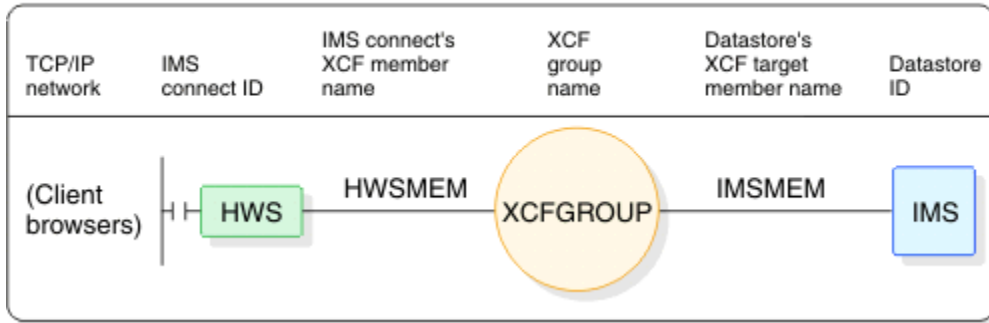 TCP/IP
network
IMS
connect ID
IMS connect's
XCF member
name
XCF
group
name
Datastore's
XCF target
member name
Datastore
ID
(Client
browsers)
HWS
HWSMEM
XCFGROUP
IMSMEM
IMS